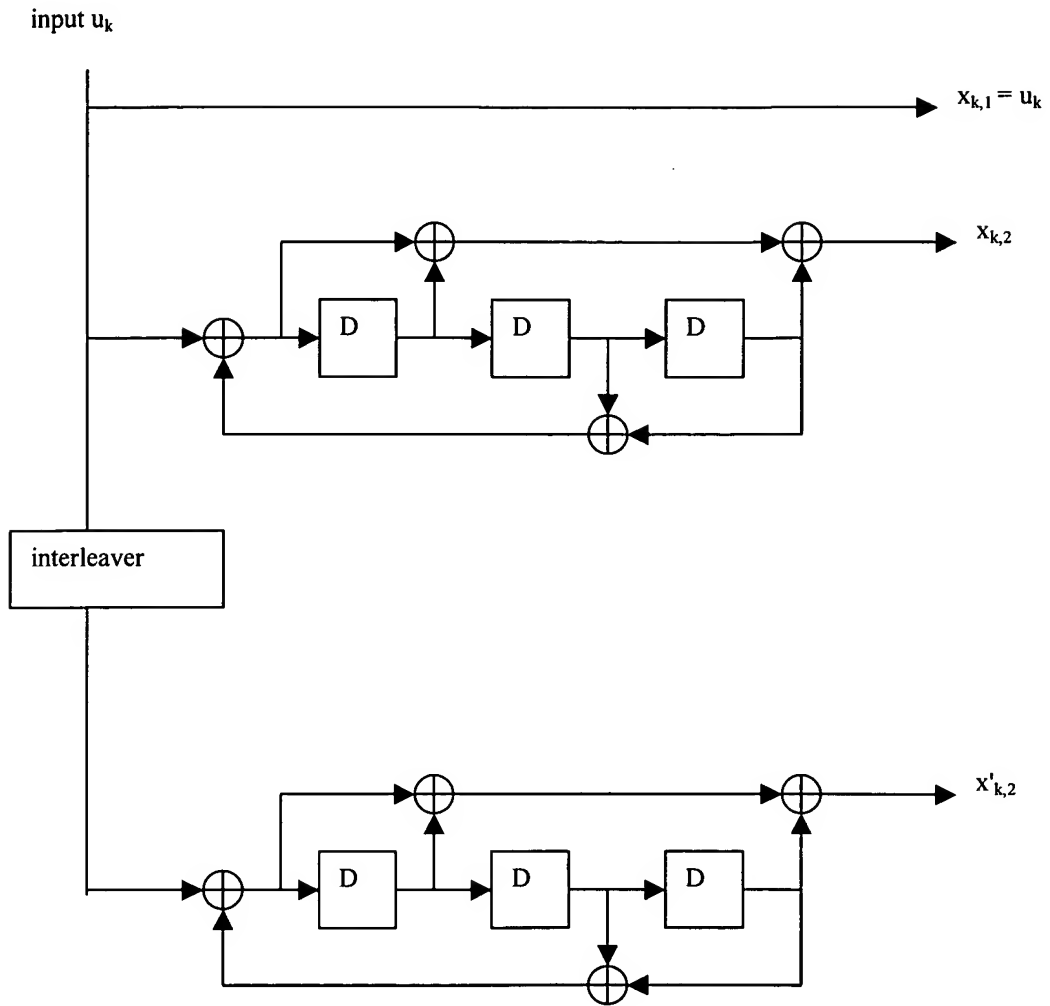 input uk
xk,1 = uk
xk,2
D D D
interleaver
x'k,2
D D D